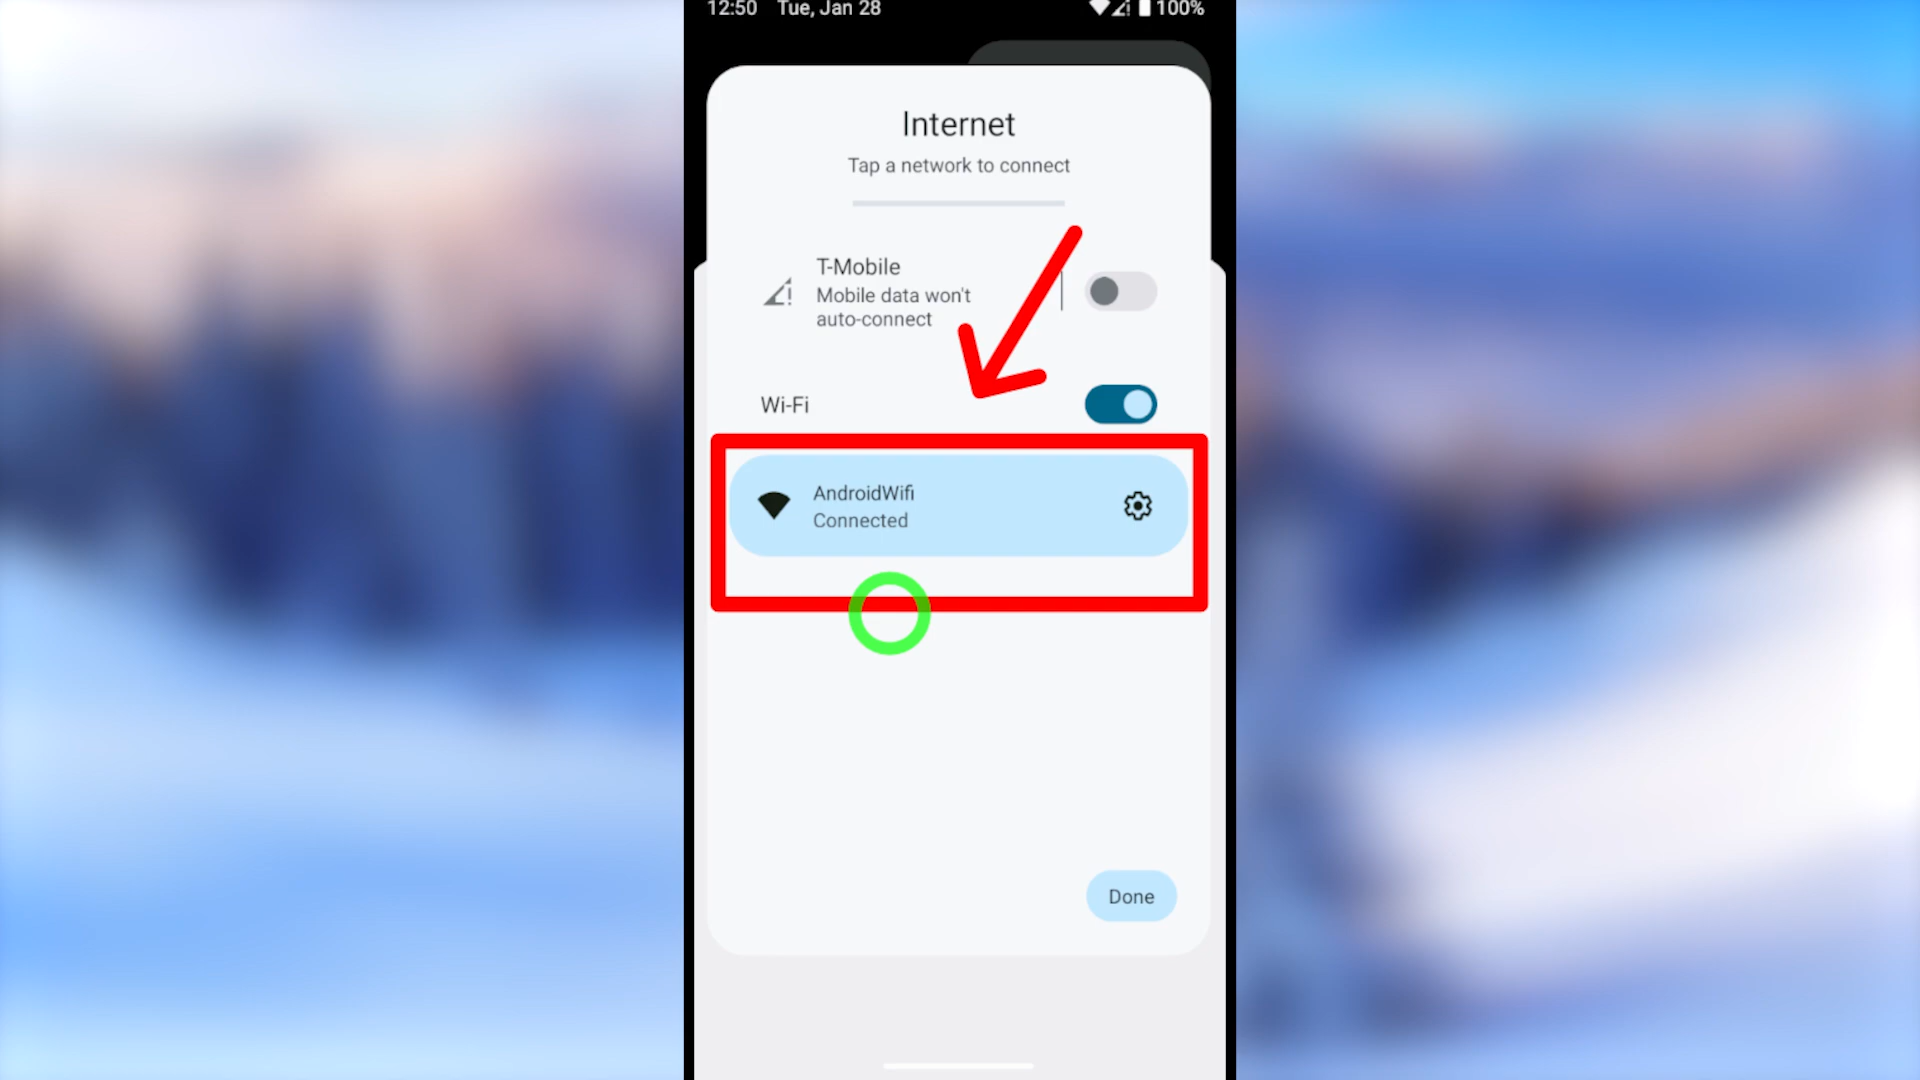 12:50 Tue, Jan 28 100%
Internet
Tap a network to connect
T-Mobile
Mobile data won't
auto-connect
Wi-Fi
AndroidWifi
Connected
Done